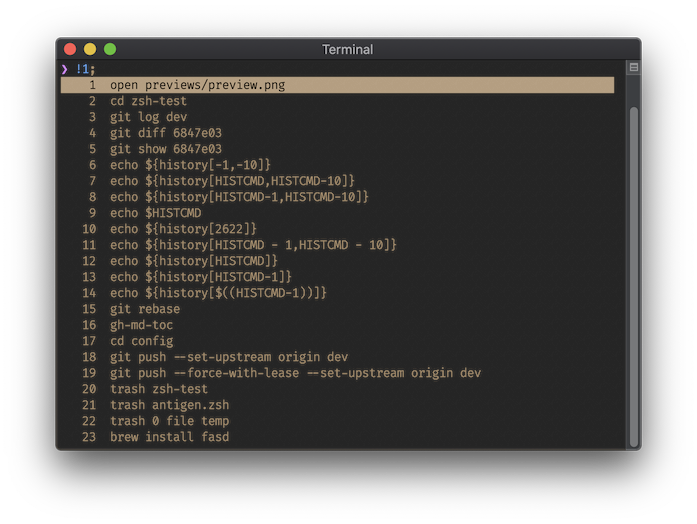 Terminal
❯ !1;
1 open previews/preview.png
2 cd zsh-test
3 git log dev
4 git diff 6847e03
5 git show 6847e03
6 echo ${history[-1,-10]}
7 echo ${history[HISTCMD,HISTCMD-10]}
8 echo ${history[HISTCMD-1,HISTCMD-10]}
9 echo $HISTCMD
10 echo ${history[2622]}
11 echo ${history[HISTCMD - 1,HISTCMD - 10]}
12 echo ${history[HISTCMD]}
13 echo ${history[HISTCMD-1]}
14 echo ${history[$((HISTCMD-1))]}
15 git rebase
16 gh-md-toc
17 cd config
18 git push --set-upstream origin dev
19 git push --force-with-lease --set-upstream origin dev
20 trash zsh-test
21 trash antigen.zsh
22 trash 0 file temp
23 brew install fasd